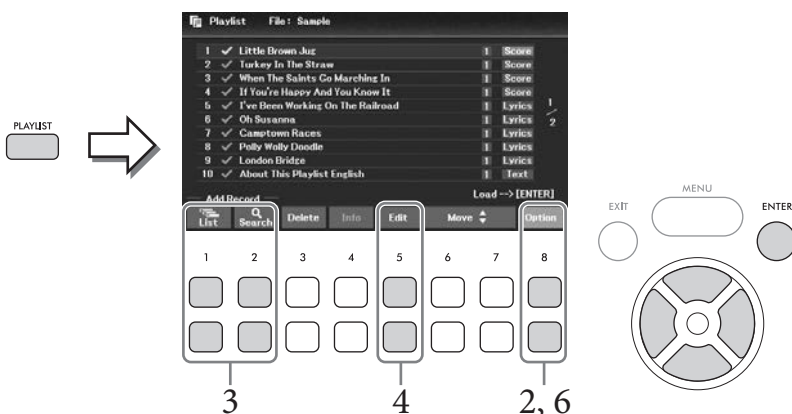 Playlist File: Sample
1 ✓ Little Brown Jug 1 Score
2 ✓ Turkey In The Straw 1 Score
3 ✓ When The Saints Go Marching In 1 Score
4 ✓ If You're Happy And You Know It 1 Score
5 ✓ I've Been Working On The Railroad 1 Lyrics
6 ✓ Oh Susanna 1 Lyrics
7 ✓ Camptown Races 1 Lyrics
8 ✓ Polly Wolly Doodle 1 Lyrics
9 ✓ London Bridge 1 Lyrics
10 ✓ About This Playlist English 1 Text
1/2
PLAYLIST
Add Record Load --> [ENTER]
List Search Delete Info Edit Move Option
MENU
EXIT ENTER
1 2 3 4 5 6 7 8
3 4 2, 6